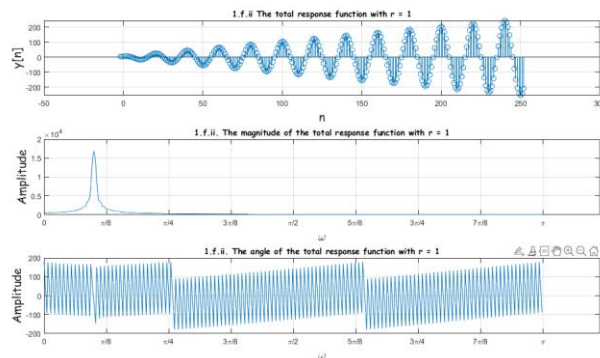 1.f.ii The total response function with r = 1
y[n]
200
100
0
-100
-200
-50 0 50 100 150 200 250 300
n
1.f.ii. The magnitude of the total response function with r = 1
×10⁴
Amplitude
2
1.5
1
0.5
0
0 π/8 π/4 3π/8 π/2 5π/8 3π/4 7π/8 π
ω
1.f.ii. The angle of the total response function with r = 1
Amplitude
200
100
0
-100
-200
0 π/8 π/4 3π/8 π/2 5π/8 3π/4 7π/8 π
ω